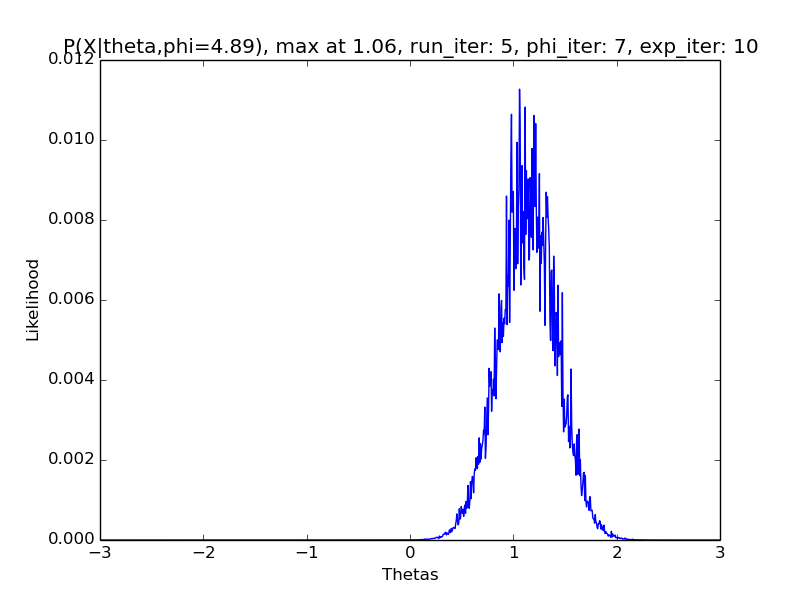 P(X|theta,phi=4.89), max at 1.06, run_iter: 5, phi_iter: 7, exp_iter: 10
0.012
0.010
0.008
0.006
0.004
0.002
0.000
Likelihood
−3 −2 −1 0 1 2 3
Thetas